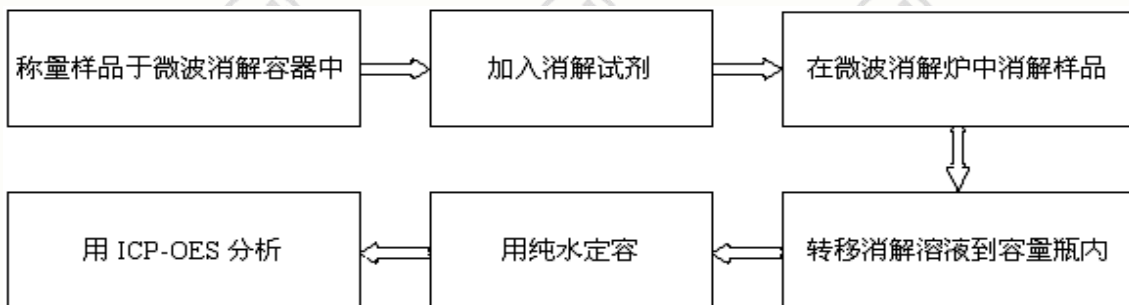 称量样品于微波消解容器中
加入消解试剂
在微波消解炉中消解样品
转移消解溶液到容量瓶内
用纯水定容
用 ICP-OES 分析